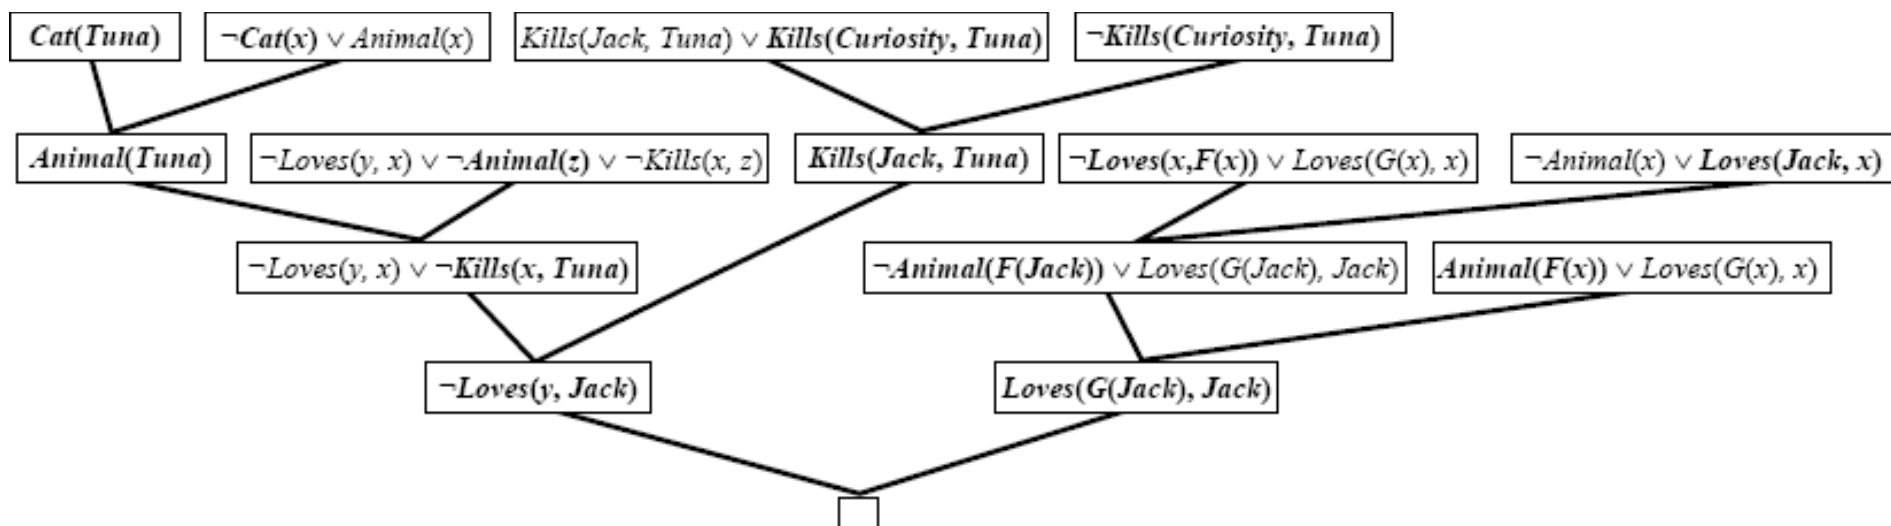 Cat(Tuna) ¬Cat(x) ∨ Animal(x) Kills(Jack, Tuna) ∨ Kills(Curiosity, Tuna) ¬Kills(Curiosity, Tuna)
Animal(Tuna) ¬Loves(y, x) ∨ ¬Animal(z) ∨ ¬Kills(x, z) Kills(Jack, Tuna) ¬Loves(x,F(x)) ∨ Loves(G(x), x) ¬Animal(x) ∨ Loves(Jack, x)
¬Loves(y, x) ∨ ¬Kills(x, Tuna) ¬Animal(F(Jack)) ∨ Loves(G(Jack), Jack) Animal(F(x)) ∨ Loves(G(x), x)
¬Loves(y, Jack) Loves(G(Jack), Jack)